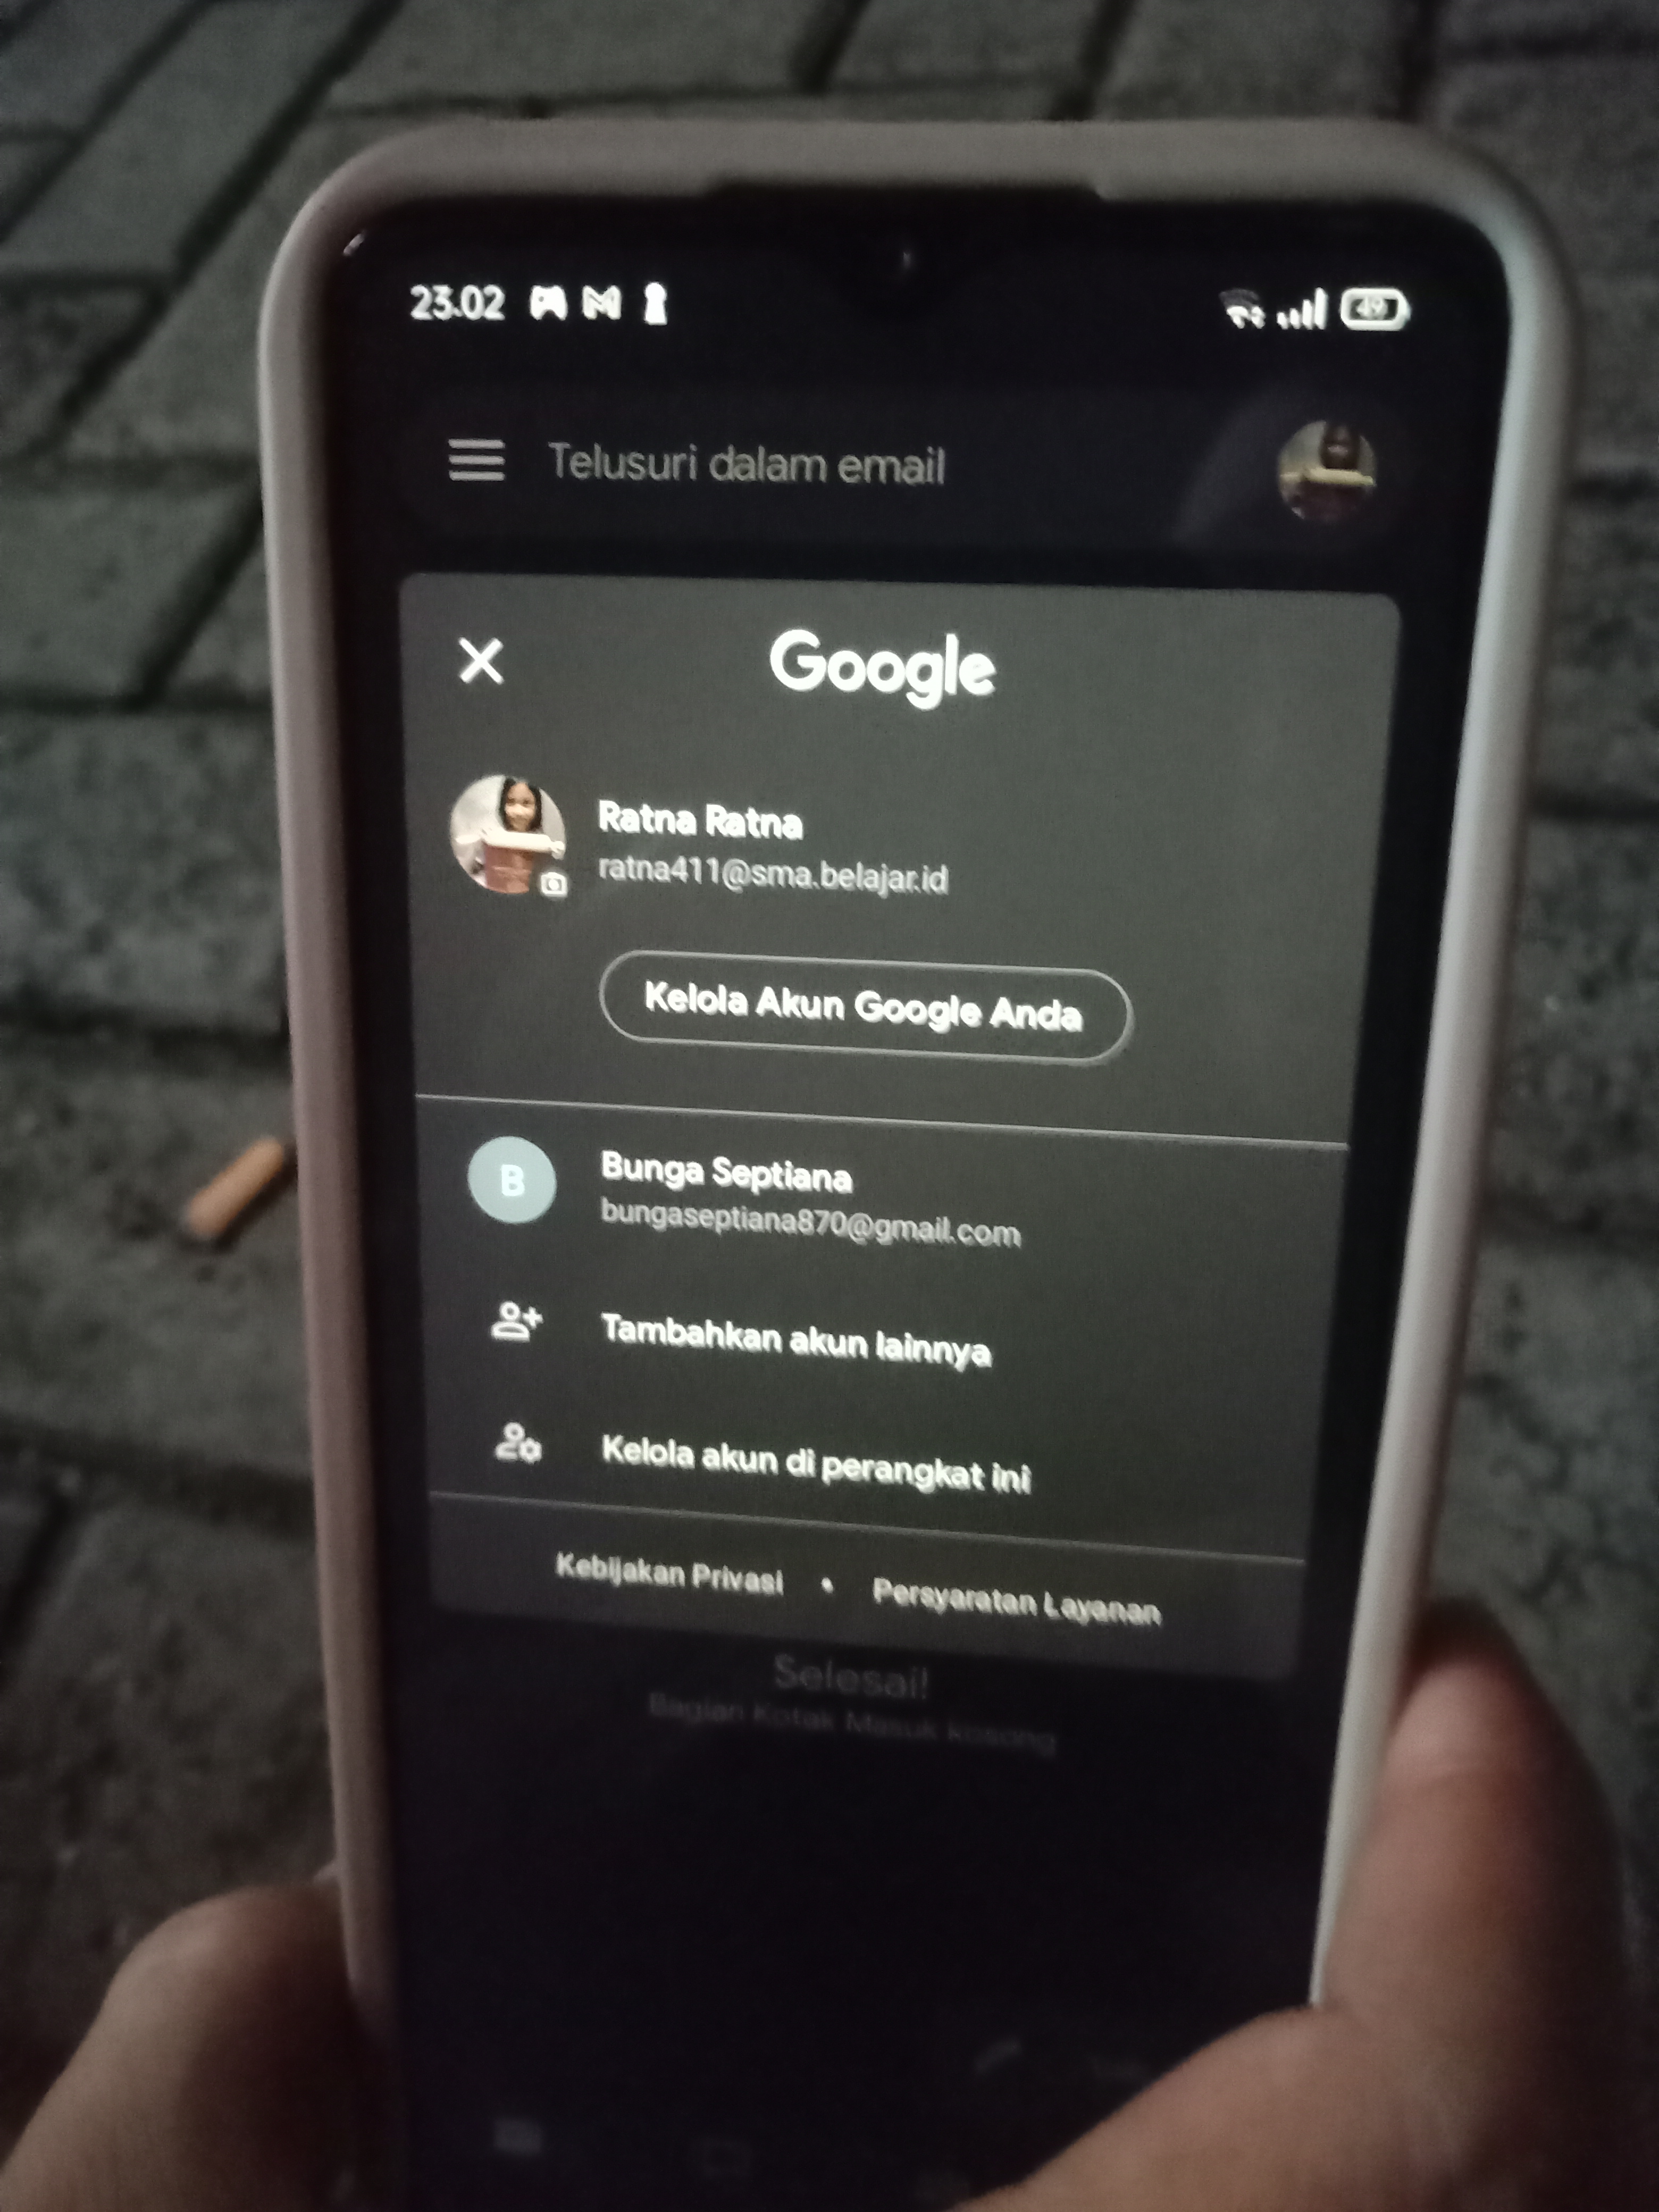 23.02
49
Telusuri dalam email
Google
Ratna Ratna
ratna411@sma.belajar.id
Kelola Akun Google Anda
B
Bunga Septiana
bungaseptiana870@gmail.com
Tambahkan akun lainnya
Kelola akun di perangkat ini
Kebijakan Privasi • Persyaratan Layanan
Selesai!
Bagian Kotak Masuk kosong